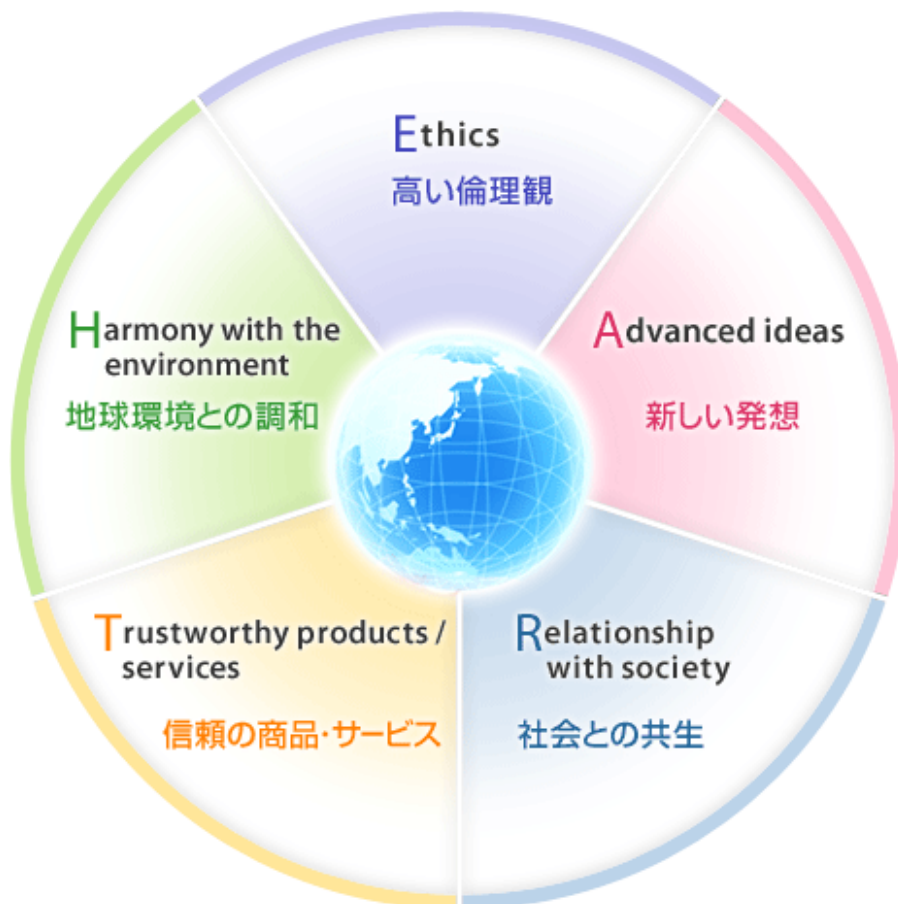 Ethics
高い倫理観
Advanced ideas
新しい発想
Relationship
with society
社会との共生
Trustworthy products /
services
信頼の商品・サービス
Harmony with the
environment
地球環境との調和